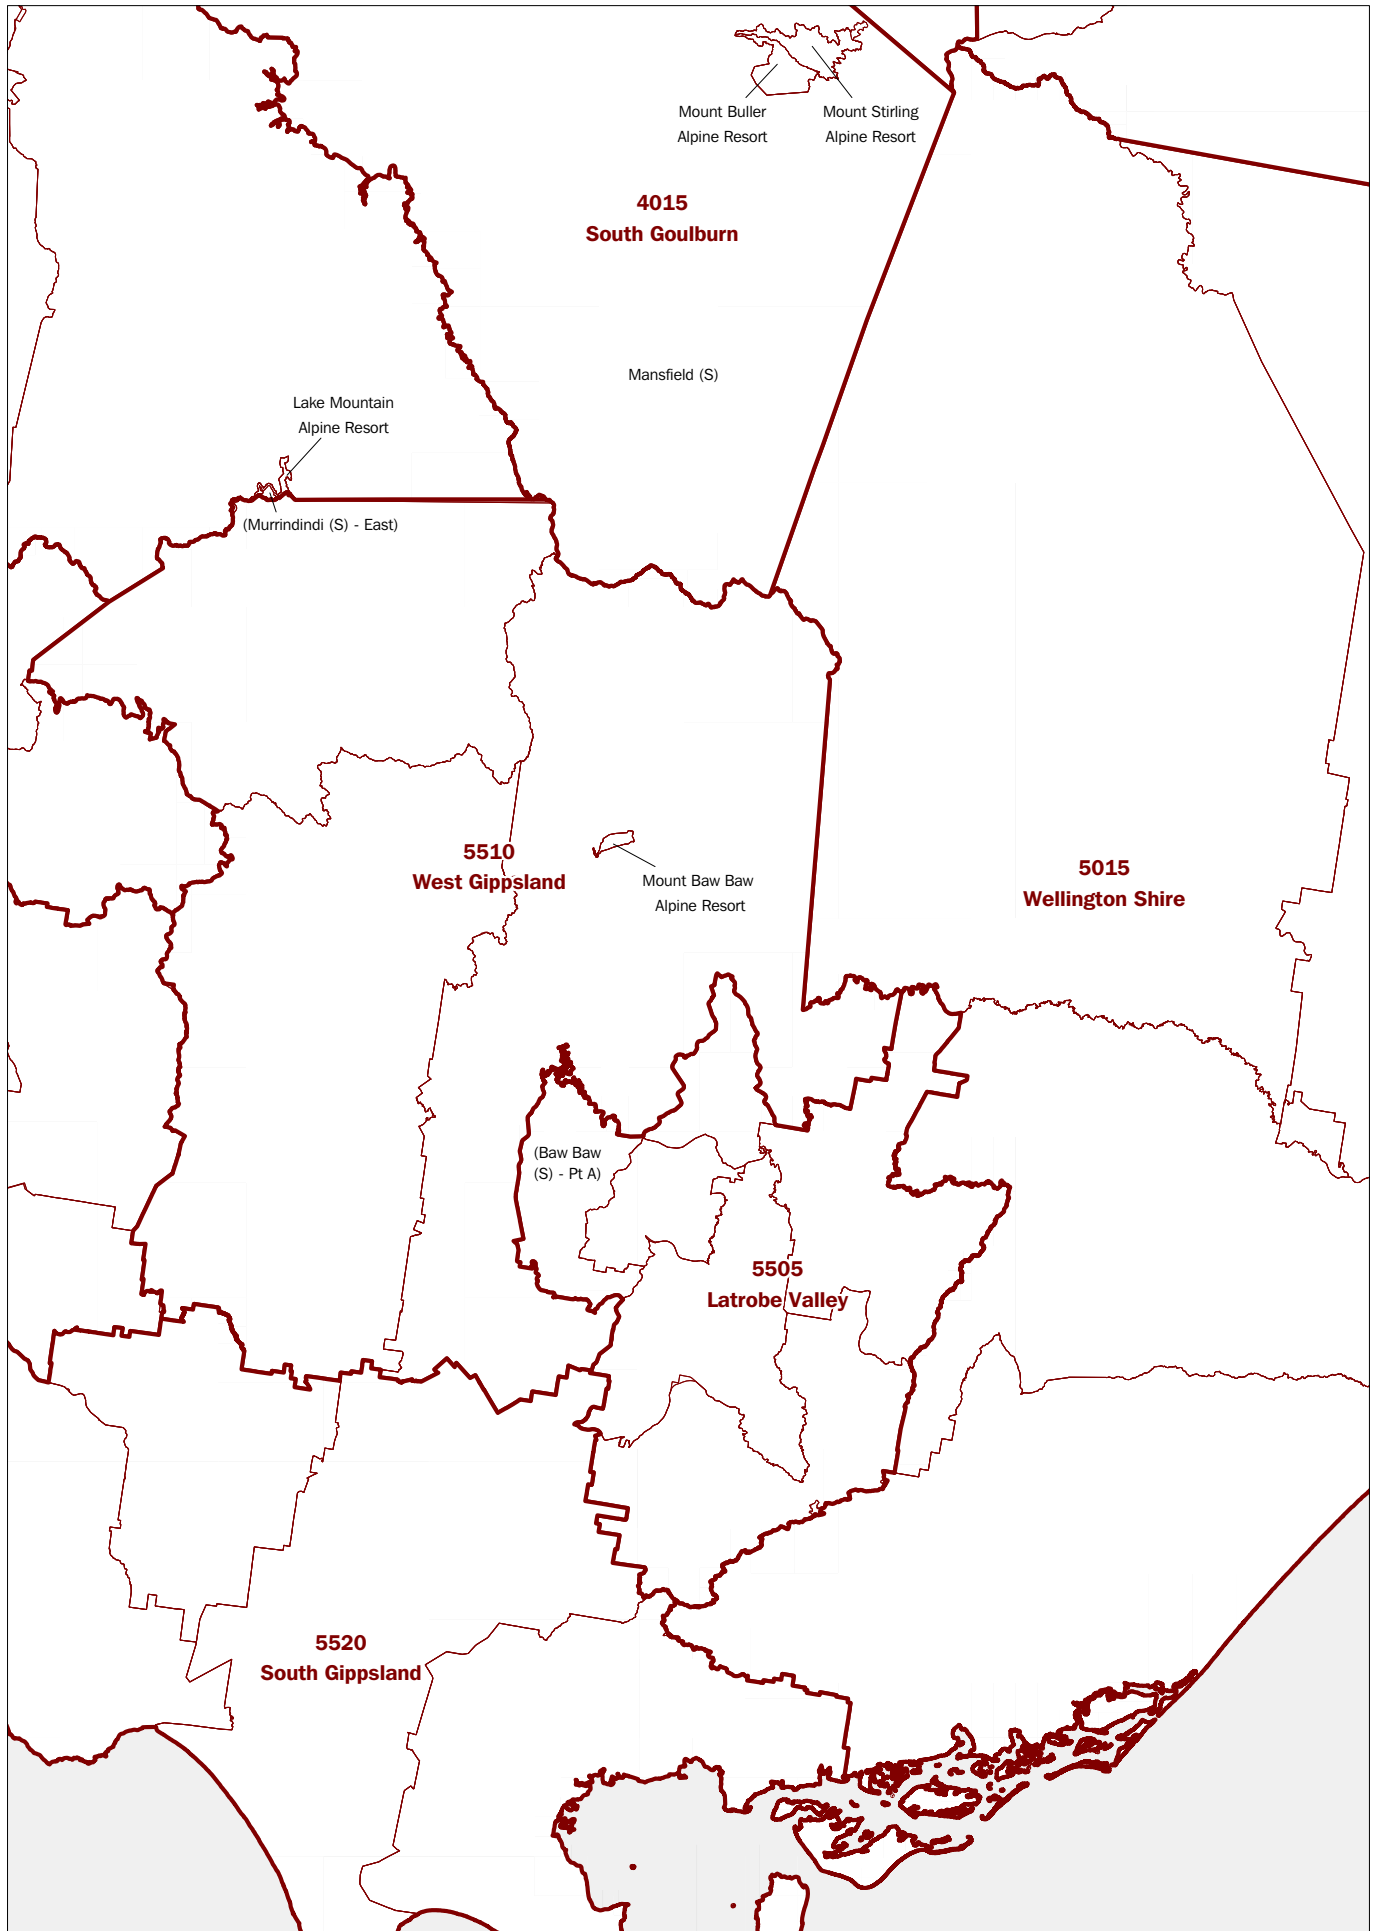 Mount Buller
Alpine Resort
Mount Stirling
Alpine Resort
4015
South Goulburn
Mansfield (S)
Lake Mountain
Alpine Resort
(Murrindindi (S) - East)
5510
West Gippsland
Mount Baw Baw
Alpine Resort
5015
Wellington Shire
(Baw Baw
(S) - Pt A)
5505
Latrobe Valley
5520
South Gippsland